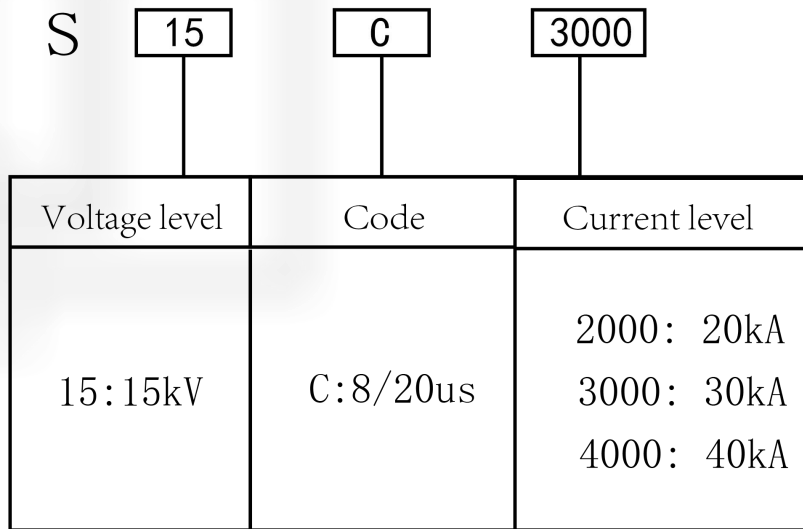 S 15 C 3000
Voltage level Code Current level
2000: 20kA
15:15kV C:8/20us 3000: 30kA
4000: 40kA